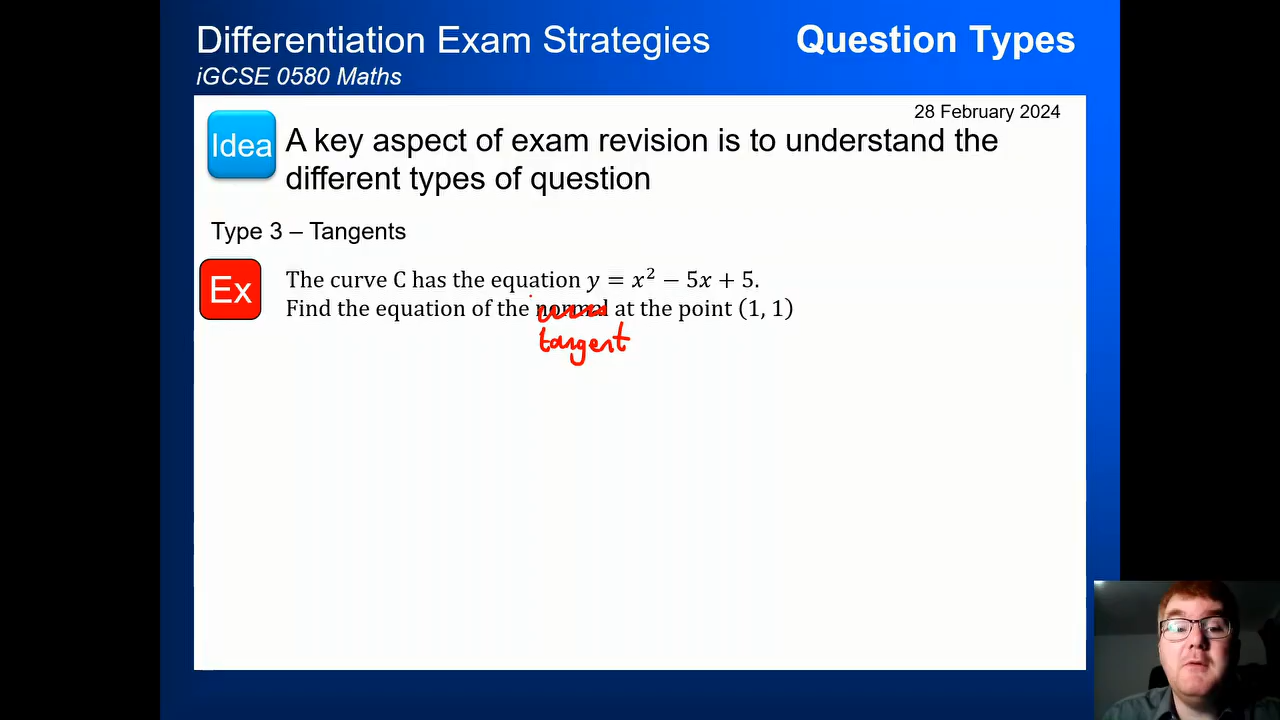 Differentiation Exam Strategies
Question Types
iGCSE 0580 Maths
28 February 2024
Idea
A key aspect of exam revision is to understand the
different types of question
Type 3 – Tangents
Ex
The curve C has the equation y = x² − 5x + 5.
Find the equation of the normal at the point (1, 1)
tangent